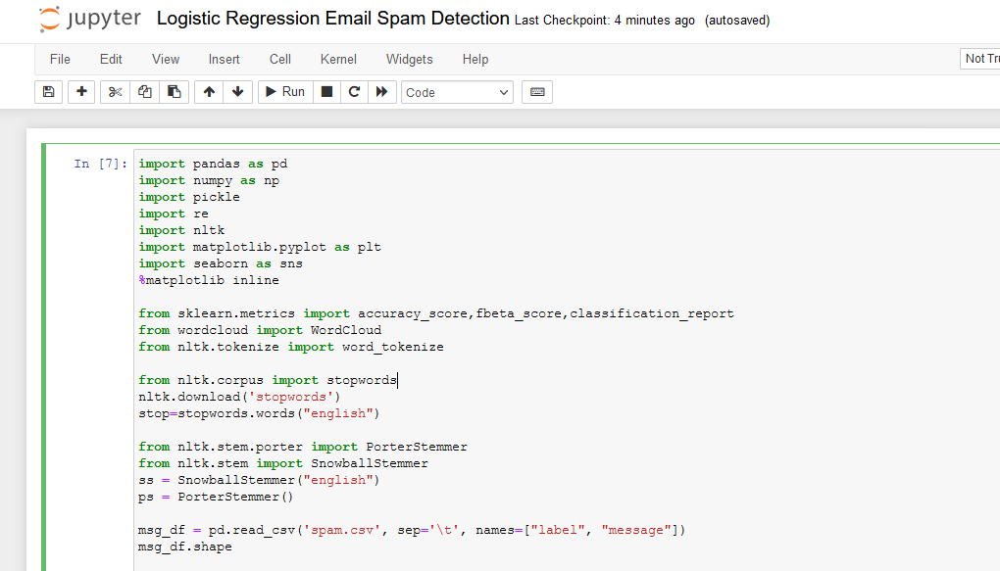 jupyter Logistic Regression Email Spam Detection Last Checkpoint: 4 minutes ago (autosaved)
File Edit View Insert Cell Kernel Widgets Help Not Tru
Run Code
In [7]: import pandas as pd
import numpy as np
import pickle
import re
import nltk
import matplotlib.pyplot as plt
import seaborn as sns
%matplotlib inline
from sklearn.metrics import accuracy_score,fbeta_score,classification_report
from wordcloud import WordCloud
from nltk.tokenize import word_tokenize
from nltk.corpus import stopwords
nltk.download('stopwords')
stop=stopwords.words("english")
from nltk.stem.porter import PorterStemmer
from nltk.stem import SnowballStemmer
ss = SnowballStemmer("english")
ps = PorterStemmer()
msg_df = pd.read_csv('spam.csv', sep='\t', names=["label", "message"])
msg_df.shape